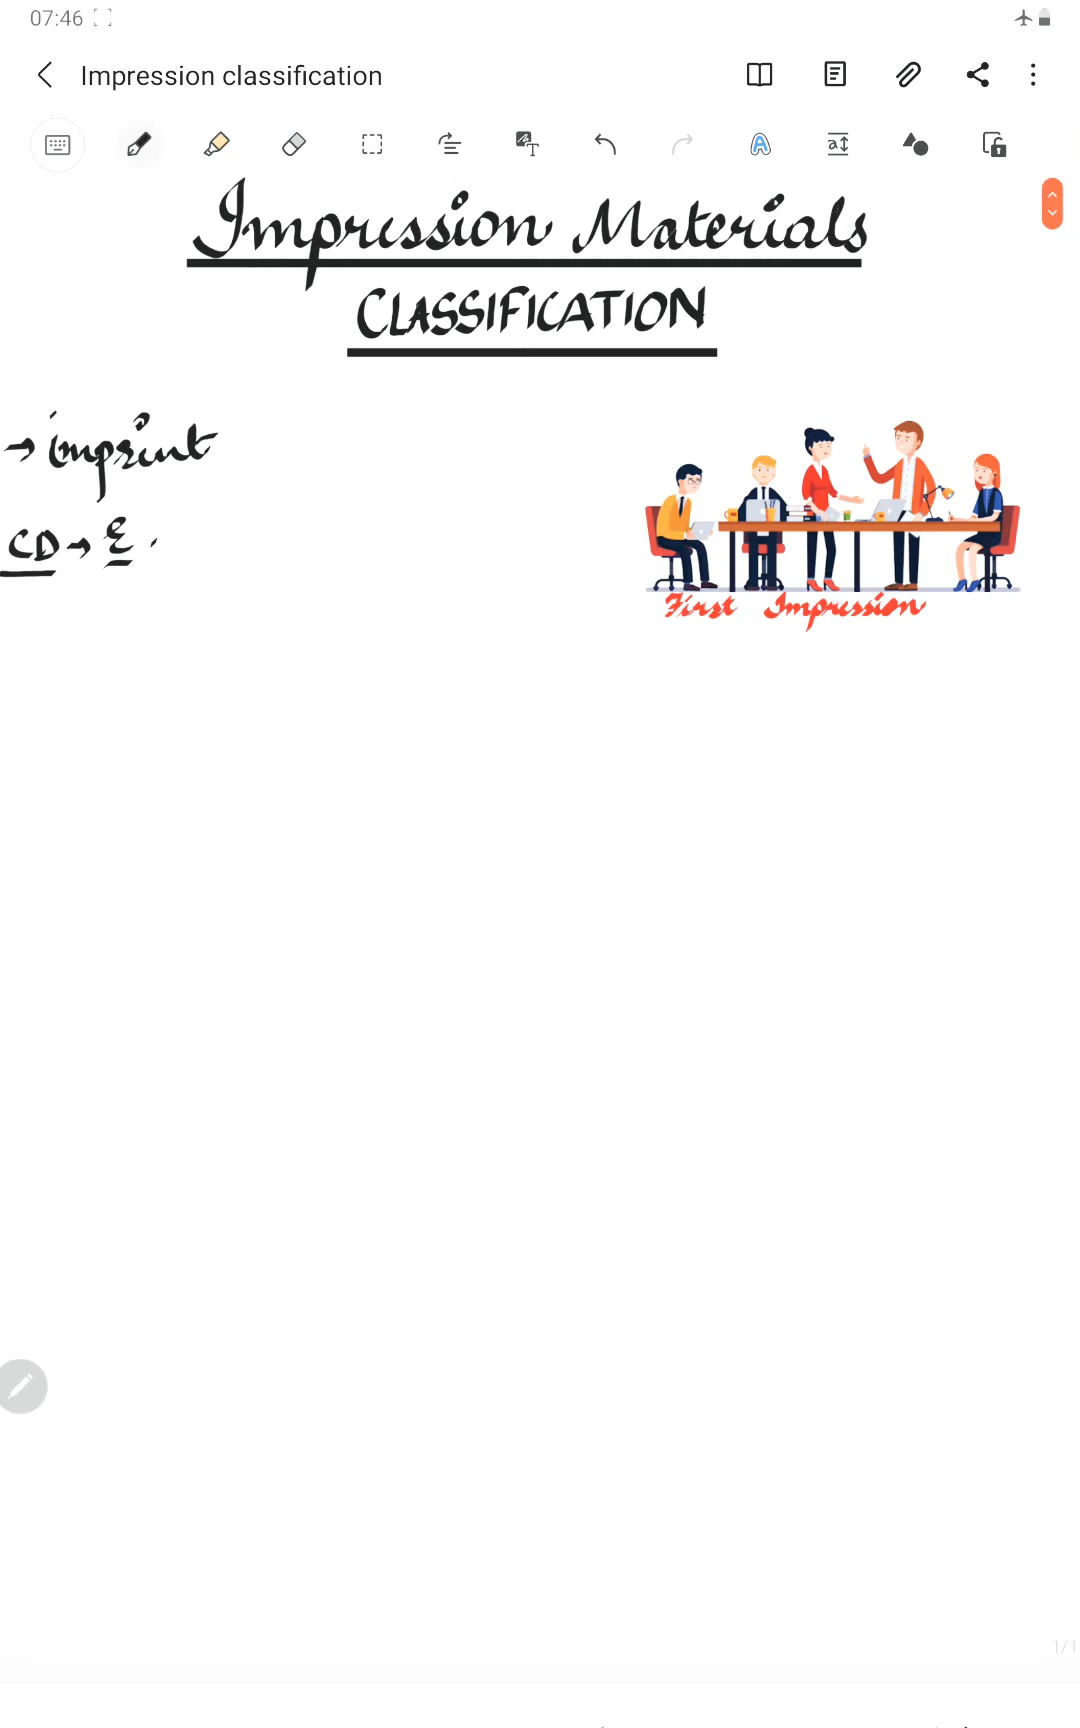 07:46
Impression classification
Impression Materials
CLASSIFICATION
→ imprint
CD → E
First Impression
1/1